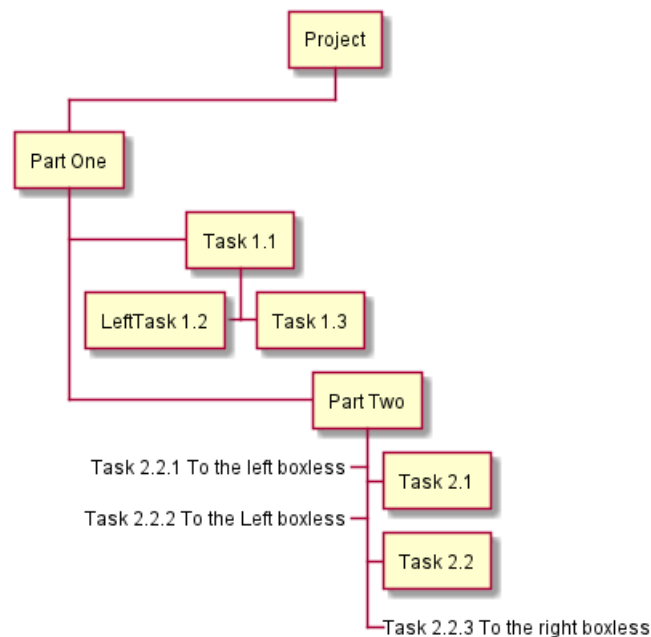 Project
Part One
Task 1.1
LeftTask 1.2
Task 1.3
Part Two
Task 2.2.1 To the left boxless
Task 2.1
Task 2.2.2 To the Left boxless
Task 2.2
Task 2.2.3 To the right boxless